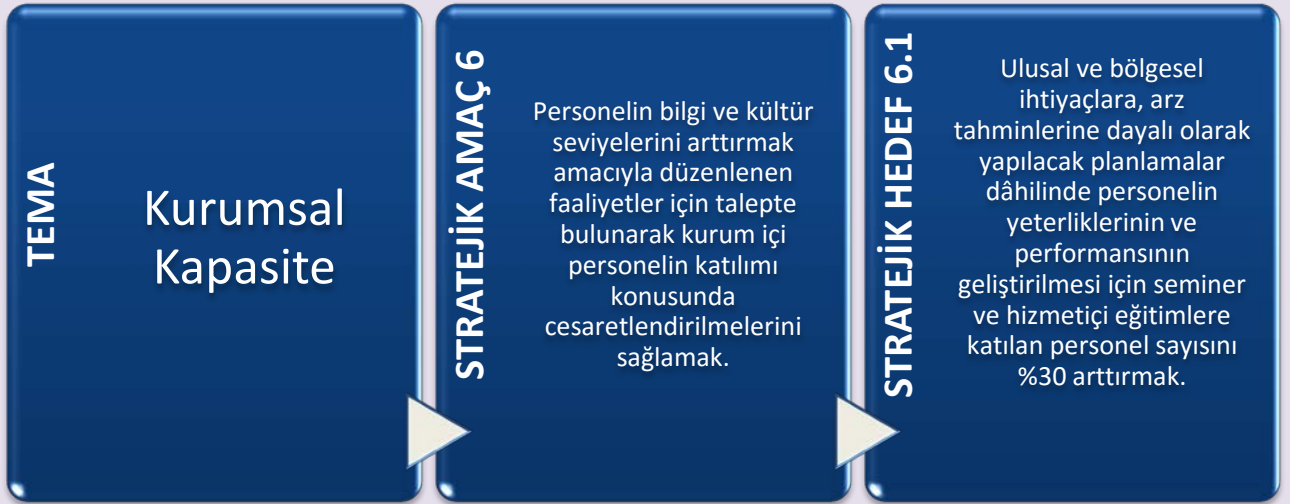 TEMA
Kurumsal
Kapasite
STRATEJİK AMAÇ 6
Personelin bilgi ve kültür
seviyelerini arttırmak
amacıyla düzenlenen
faaliyetler için talepte
bulunarak kurum içi
personelin katılımı
konusunda
cesaretlendirilmelerini
sağlamak.
STRATEJİK HEDEF 6.1
Ulusal ve bölgesel
ihtiyaçlara, arz
tahminlerine dayalı olarak
yapılacak planlamalar
dâhilinde personelin
yeterliklerinin ve
performansının
geliştirilmesi için seminer
ve hizmetiçi eğitimlere
katılan personel sayısını
%30 arttırmak.